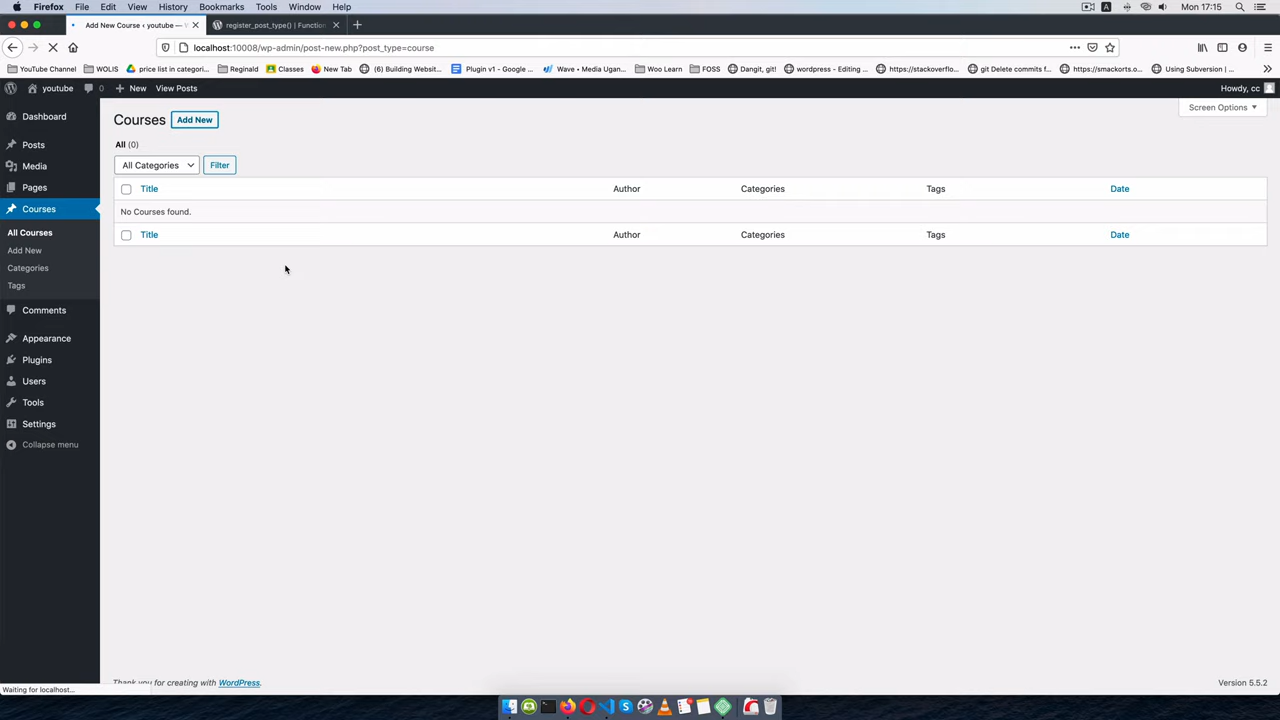 Firefox File Edit View History Bookmarks Tools Window Help Mon 17:15
Add New Course ‹ youtube — register_post_type() | Functio
localhost:10008/wp-admin/post-new.php?post_type=course
YouTube Channel WOLIS price list in categori... Reginald Classes New Tab (6) Building Websit... Plugin v1 - Google ... Wave • Media Ugan... Woo Learn FOSS Dangit, git! wordpress - Editing ... https://stackoverflo... git Delete commits f... https://smackorts.o... Using Subversion | ...
youtube 0 New View Posts Howdy, cc
Screen Options
Courses Add New
All (0)
All Categories Filter
Title Author Categories Tags Date
No Courses found.
Title Author Categories Tags Date
Dashboard
Posts
Media
Pages
Courses
All Courses
Add New
Categories
Tags
Comments
Appearance
Plugins
Users
Tools
Settings
Collapse menu
Thank you for creating with WordPress. Version 5.5.2
Waiting for localhost...